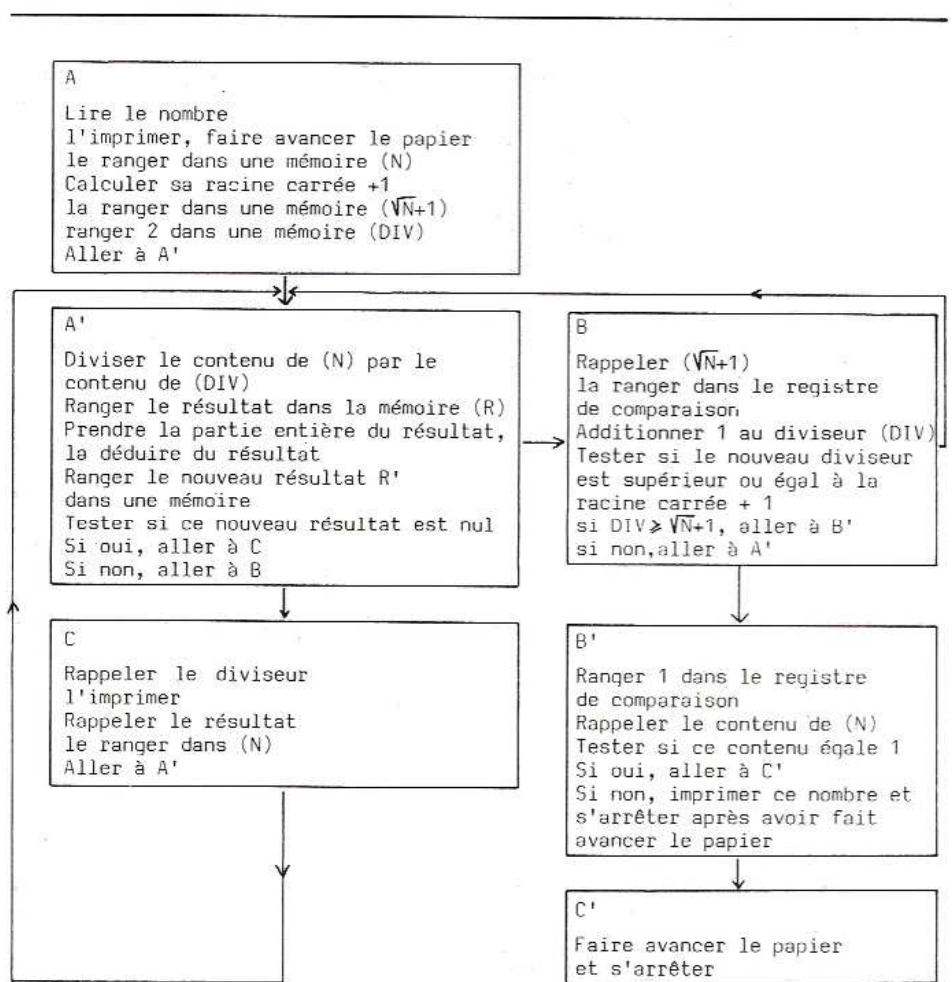 A
Lire le nombre
l'imprimer, faire avancer le papier
le ranger dans une mémoire (N)
Calculer sa racine carrée +1
la ranger dans une mémoire (√N+1)
ranger 2 dans une mémoire (DIV)
Aller à A'
A'
Diviser le contenu de (N) par le
contenu de (DIV)
Ranger le résultat dans la mémoire (R)
Prendre la partie entière du résultat,
la déduire du résultat
Ranger le nouveau résultat R'
dans une mémoire
Tester si ce nouveau résultat est nul
Si oui, aller à C
Si non, aller à B
B
Rappeler (√N+1)
la ranger dans le registre
de comparaison
Additionner 1 au diviseur (DIV)
Tester si le nouveau diviseur
est supérieur ou égal à la
racine carrée + 1
si DIV⩾ √N+1, aller à B'
si non,aller à A'
C
Rappeler le diviseur
l'imprimer
Rappeler le résultat
le ranger dans (N)
Aller à A'
B'
Ranger 1 dans le registre
de comparaison
Rappeler le contenu de (N)
Tester si ce contenu égale 1
Si oui, aller à C'
Si non, imprimer ce nombre et
s'arrêter après avoir fait
avancer le papier
C'
Faire avancer le papier
et s'arrêter